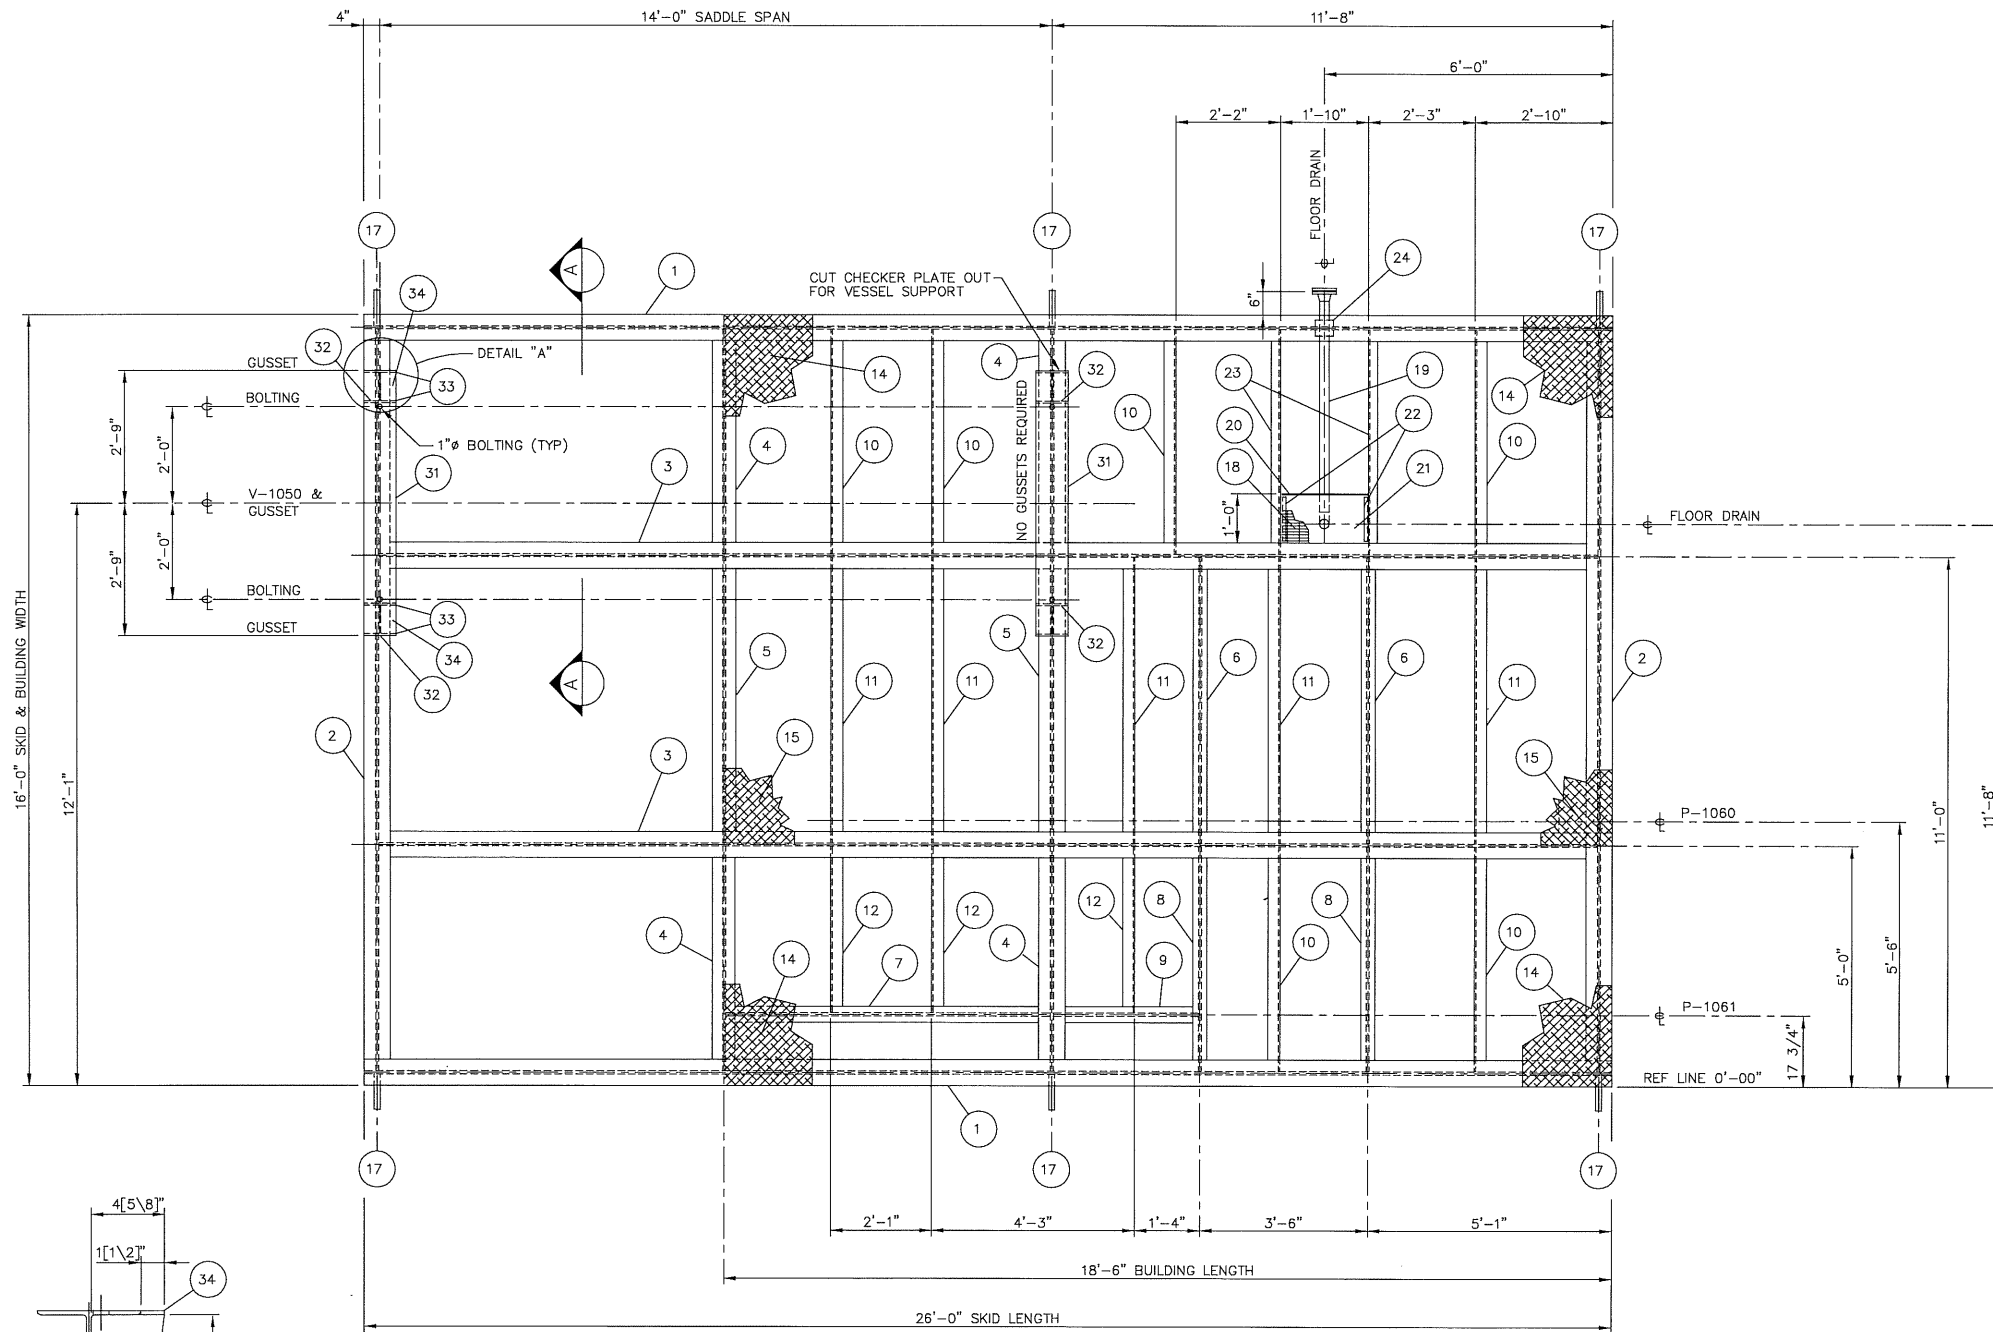 4" 14'-0" SADDLE SPAN 11'-8"
6'-0"
2'-2" 1'-10" 2'-3" 2'-10"
FLOOR DRAIN
17 17 17
A 1 24
CUT CHECKER PLATE OUT
FOR VESSEL SUPPORT
34 6"
32 DETAIL "A"
GUSSET 33 14 4 32 23 19 14
BOLTING 10 22
1"ø BOLTING (TYP)
2'-9" 2'-0" 20
3 4 10 10 NO GUSSETS REQUIRED 31 18 21 10
31
V-1050 &
GUSSET
1'-0" FLOOR DRAIN
2'-9" 2'-0"
BOLTING
GUSSET 33
34 A 5 5 32 6 6 2
32 11 11 11 11 11
16'-0" SKID & BUILDING WIDTH
12'-1"
2 3 15 15
P-1060
11'-0" 11'-8"
12 12 12 8 8
4 4 10 10
7 9
14 14
5'-0" 5'-6"
P-1061
17 3/4"
REF LINE 0'-00"
1
17 17 17
4[5\8]"
1[1\2]"
34
2'-1" 4'-3" 1'-4" 3'-6" 5'-1"
18'-6" BUILDING LENGTH
26'-0" SKID LENGTH